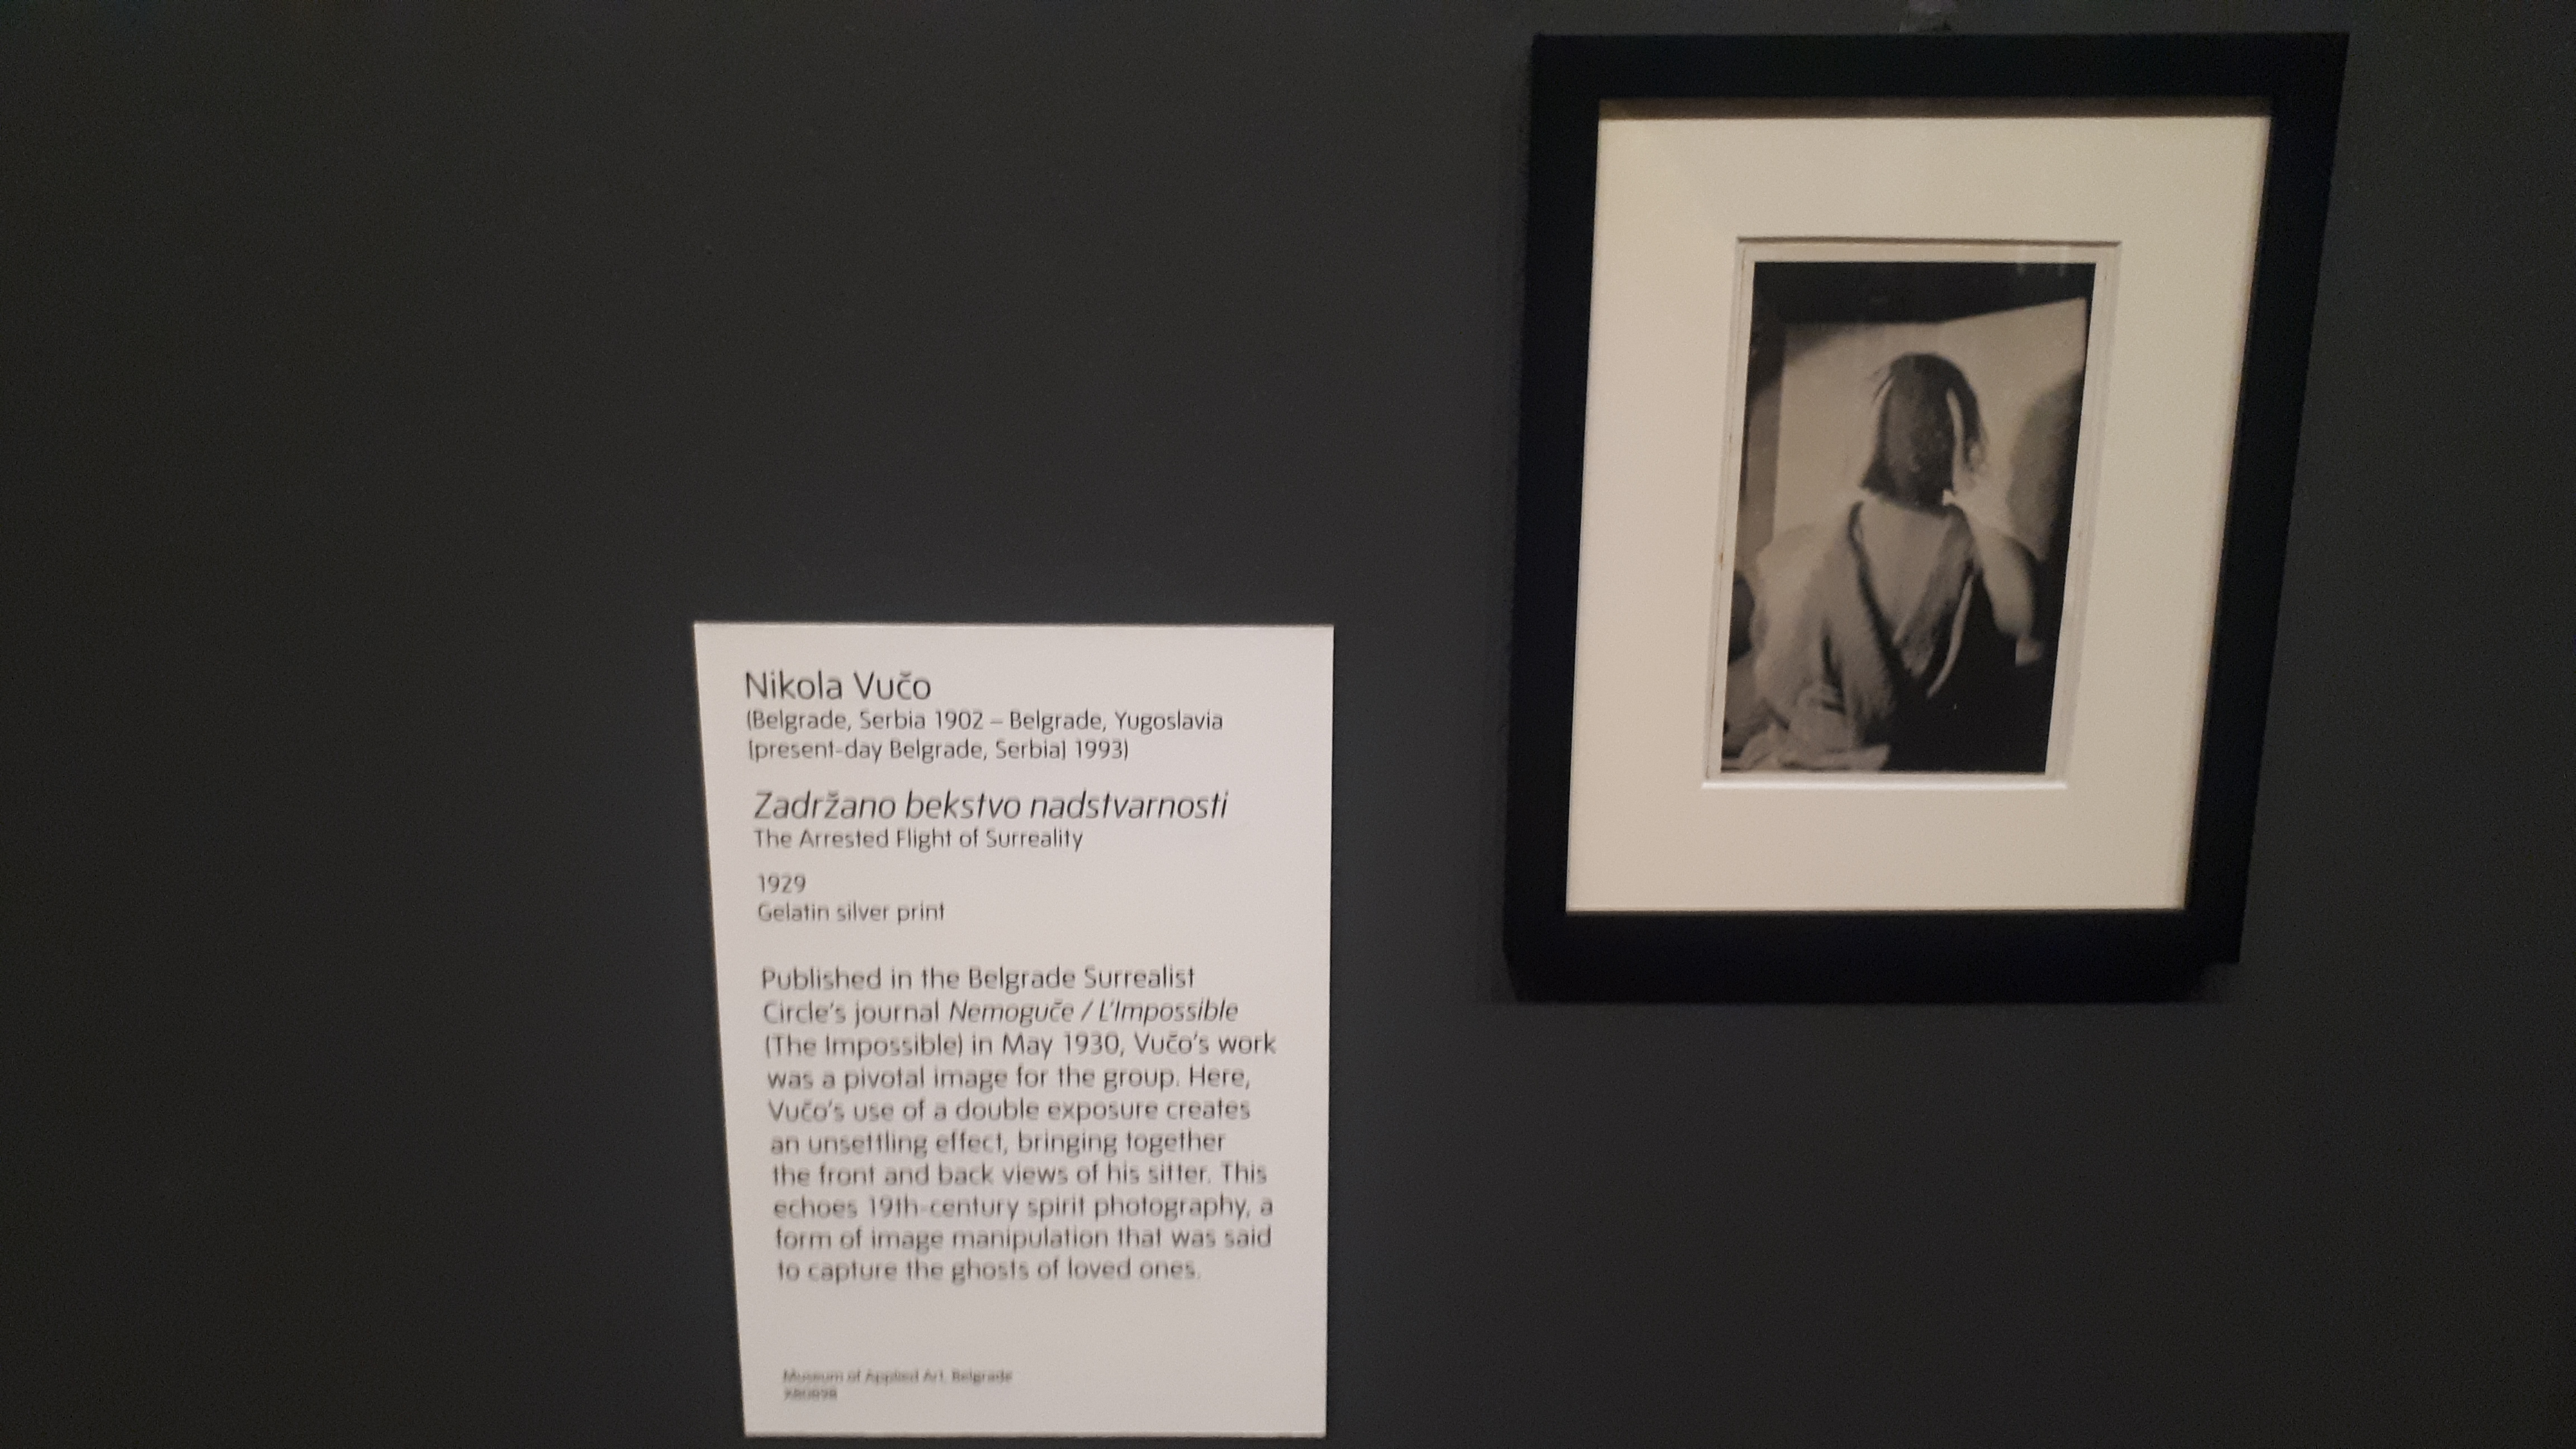 Nikola Vučo
(Belgrade, Serbia 1902 – Belgrade, Yugoslavia
[present-day Belgrade, Serbia] 1993)
Zadržano bekstvo nadstvarnosti
The Arrested Flight of Surreality
1929
Gelatin silver print
Published in the Belgrade Surrealist
Circle's journal Nemoguče / L'Impossible
(The Impossible) in May 1930, Vučo's work
was a pivotal image for the group. Here,
Vučo's use of a double exposure creates
an unsettling effect, bringing together
the front and back views of his sitter. This
echoes 19th-century spirit photography, a
form of image manipulation that was said
to capture the ghosts of loved ones.
Museum of Applied Art, Belgrade